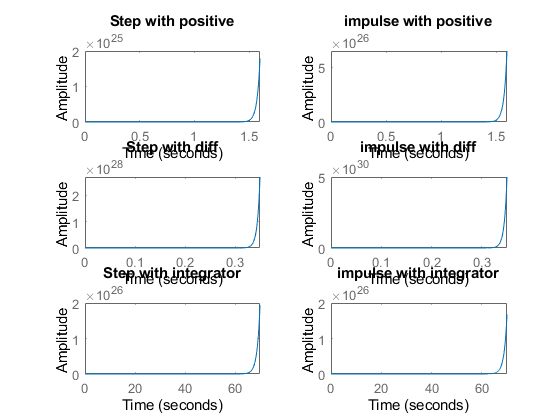 Step with positive
impulse with positive
×10^25
×10^26
2
1
0
5
0
Amplitude
Amplitude
0 0.5 1 1.5
0 0.5 1 1.5
Time (seconds)
Time (seconds)
Step with diff
impulse with diff
×10^28
×10^30
2
1
0
5
0
Amplitude
Amplitude
0 0.1 0.2 0.3
0 0.1 0.2 0.3
Time (seconds)
Time (seconds)
Step with integrator
impulse with integrator
×10^26
×10^26
2
1
0
2
1
0
Amplitude
Amplitude
0 20 40 60
0 20 40 60
Time (seconds)
Time (seconds)